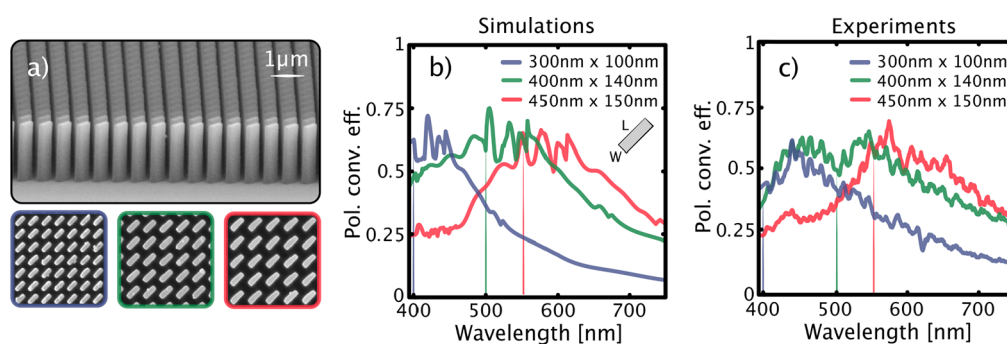 a)
1µm
Simulations
b)
300nm x 100nm
400nm x 140nm
450nm x 150nm
L
W
Pol. conv. eff.
1
0.75
0.5
0.25
0
400
500
600
700
Wavelength [nm]
Experiments
c)
300nm x 100nm
400nm x 140nm
450nm x 150nm
Pol. conv. eff.
1
0.75
0.5
0.25
0
400
500
600
700
Wavelength [nm]